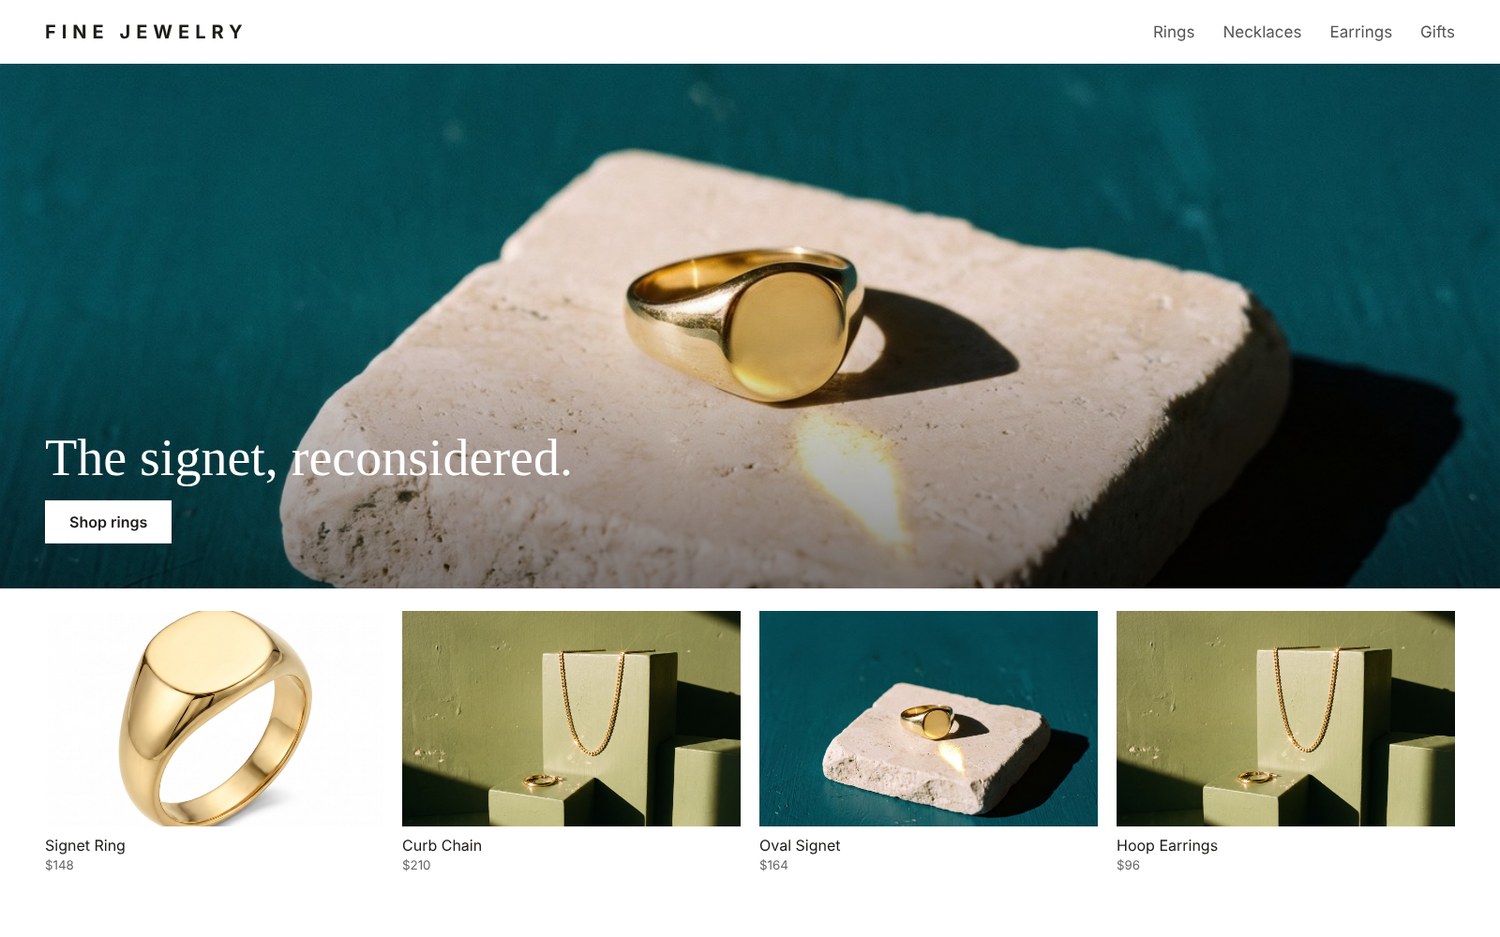 FINE JEWELRY
Rings Necklaces Earrings Gifts
The signet, reconsidered.
Shop rings
Signet Ring
$148
Curb Chain
$210
Oval Signet
$164
Hoop Earrings
$96